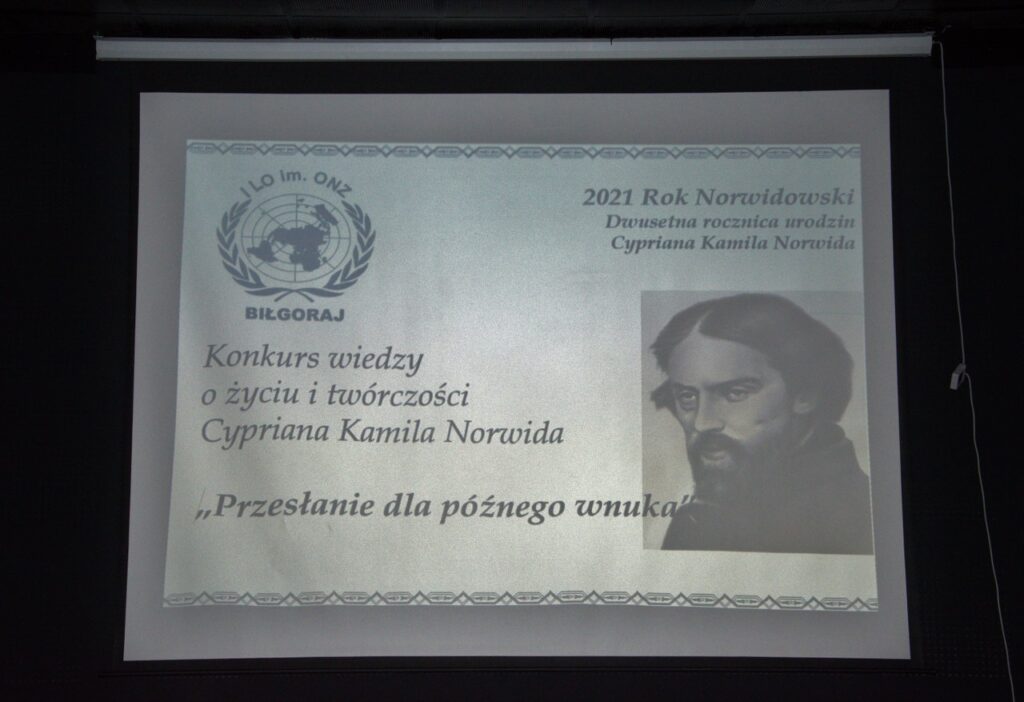 I LO im. ONZ
BIŁGORAJ
2021 Rok Norwidowski
Dwusetna rocznica urodzin
Cypriana Kamila Norwida
Konkurs wiedzy
o życiu i twórczości
Cypriana Kamila Norwida
„Przesłanie dla późnego wnuka”